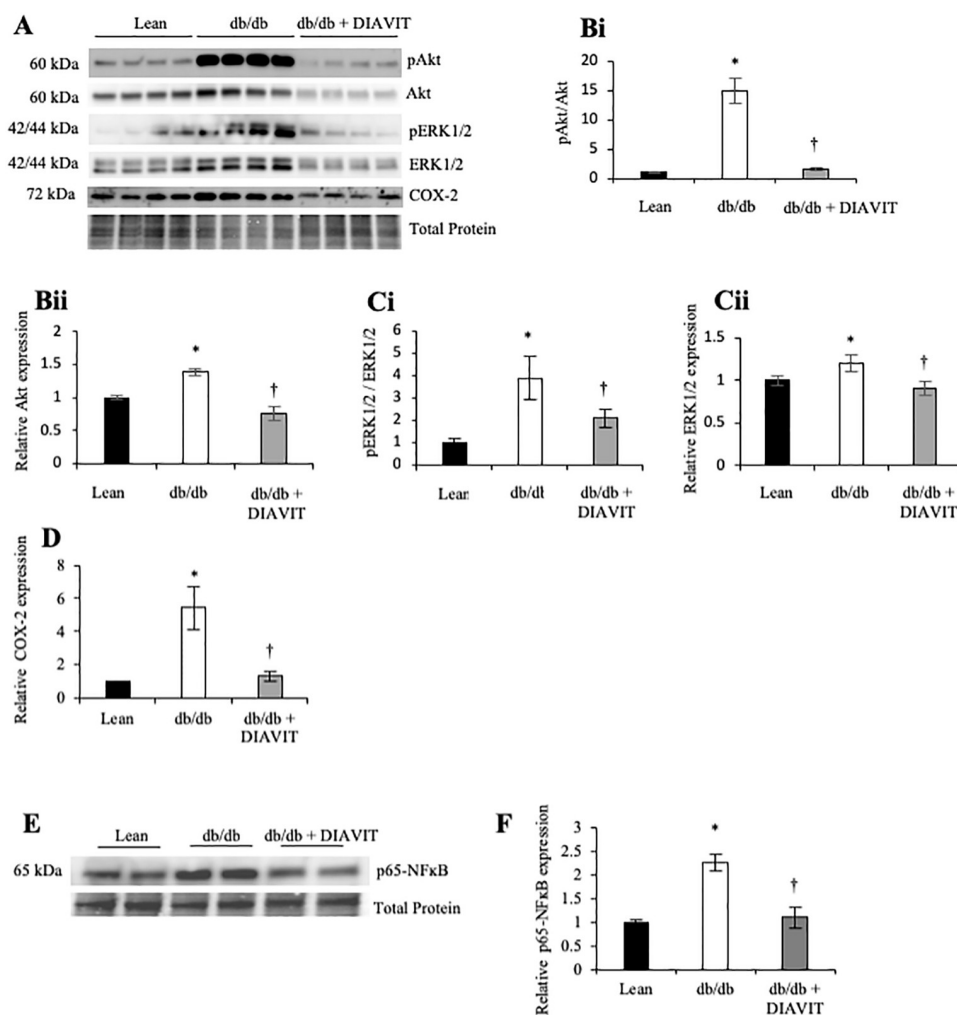 A
Lean
db/db
db/db + DIAVIT
60 kDa
pAkt
60 kDa
Akt
42/44 kDa
pERK1/2
42/44 kDa
ERK1/2
72 kDa
COX-2
Total Protein
Bi
pAkt/Akt
20
15
10
5
0
*
†
Lean
db/db
db/db + DIAVIT
Bii
Relative Akt expression
2
1.5
1
0.5
0
*
†
Lean
db/db
db/db +
DIAVIT
Ci
pERK1/2 / ERK1/2
6
5
4
3
2
1
0
*
†
Lean
db/dl
db/db +
DIAVIT
Cii
Relative ERK1/2 expression
1.5
1
0.5
0
*
†
Lean
db/db
db/db +
DIAVIT
D
Relative COX-2 expression
8
6
4
2
0
*
†
Lean
db/db
db/db +
DIAVIT
E
Lean
db/db
db/db + DIAVIT
65 kDa
p65-NFκB
Total Protein
F
Relative p65-NFκB expression
3
2.5
2
1.5
1
0.5
0
*
†
Lean
db/db
db/db +
DIAVIT